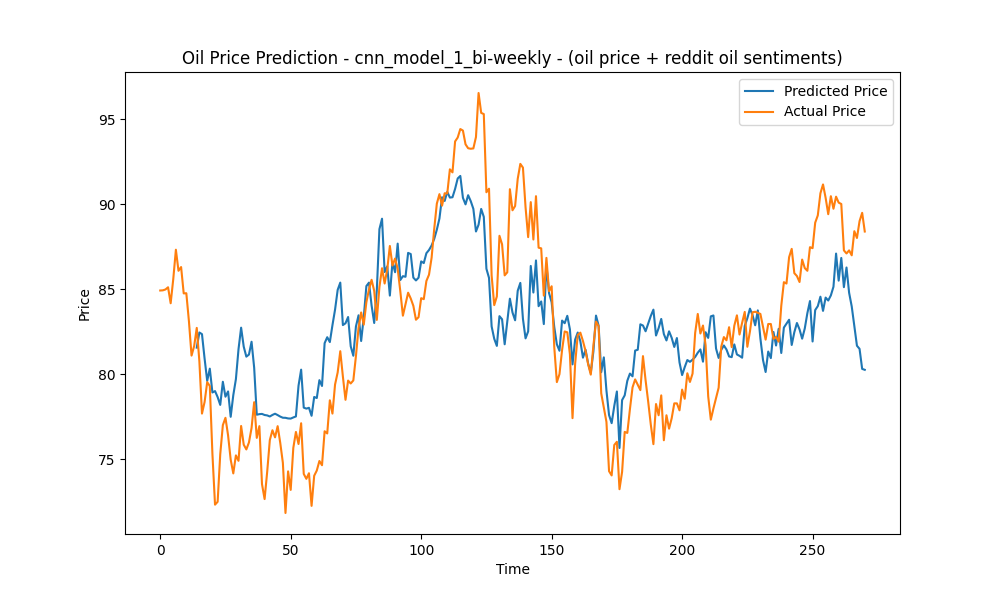 Oil Price Prediction - cnn_model_1_bi-weekly - (oil price + reddit oil sentiments)
Predicted Price
Actual Price
95
90
85
80
75
Price
0 50 100 150 200 250
Time